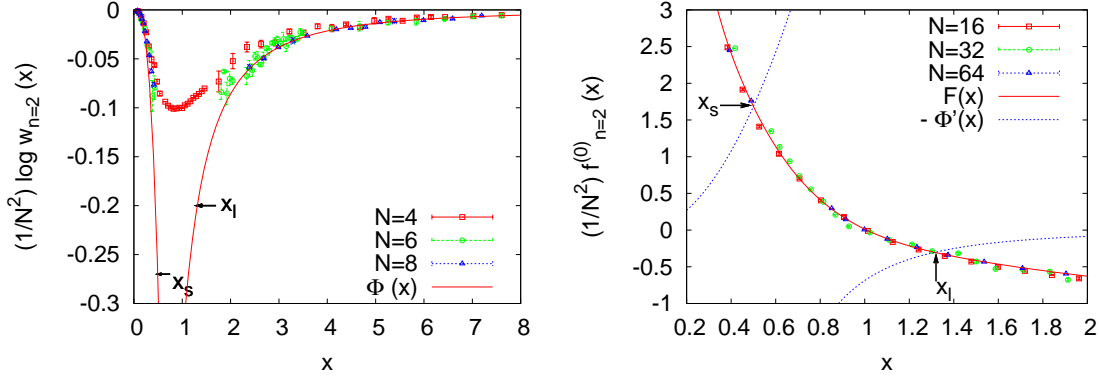 (1/N²) log w_{n=2} (x)
0
-0.05
-0.1
-0.15
-0.2
-0.25
-0.3
0 1 2 3 4 5 6 7 8
x
x_l
x_s
N=4
N=6
N=8
Φ (x)
(1/N²) f^{(0)}_{n=2} (x)
3
2.5
2
1.5
1
0.5
0
-0.5
-1
0.2 0.4 0.6 0.8 1 1.2 1.4 1.6 1.8 2
x
x_s
x_l
N=16
N=32
N=64
F(x)
- Φ'(x)